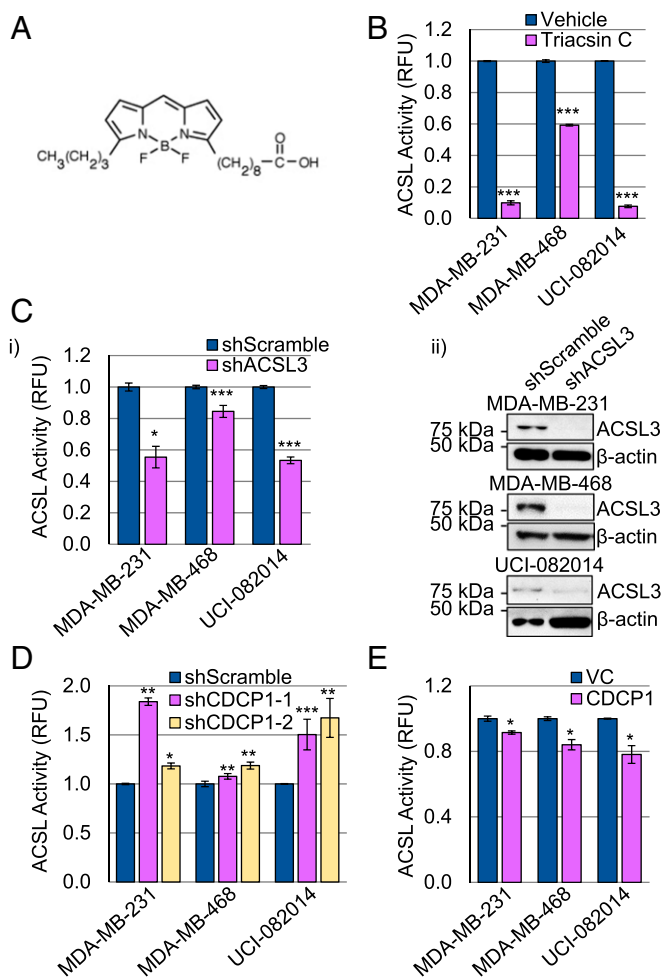 A
CH₃(CH₂)₃
N
B
N
F
F
(CH₂)₈
C
O
OH
B
Vehicle
Triacsin C
ACSL Activity (RFU)
1.2
1.0
0.8
0.6
0.4
0.2
0.0
***
***
***
MDA-MB-231
MDA-MB-468
UCI-082014
C
i)
shScramble
shACSL3
ACSL Activity (RFU)
1.2
1.0
0.8
0.6
0.4
0.2
0.0
*
***
***
MDA-MB-231
MDA-MB-468
UCI-082014
ii)
shScramble
shACSL3
MDA-MB-231
75 kDa
ACSL3
50 kDa
β-actin
MDA-MB-468
75 kDa
ACSL3
50 kDa
β-actin
UCI-082014
75 kDa
ACSL3
50 kDa
β-actin
D
shScramble
shCDCP1-1
shCDCP1-2
ACSL Activity (RFU)
2.0
1.5
1.0
0.5
0.0
**
*
**
**
***
**
MDA-MB-231
MDA-MB-468
UCI-082014
E
VC
CDCP1
ACSL Activity (RFU)
1.2
0.8
0.4
0.0
*
*
*
MDA-MB-231
MDA-MB-468
UCI-082014